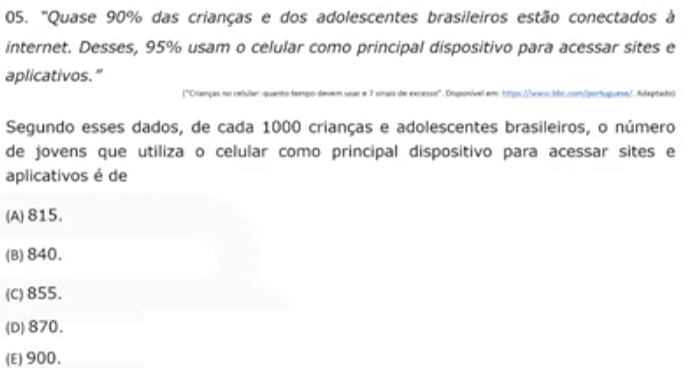 05. "Quase 90% das crianças e dos adolescentes brasileiros estão conectados à
internet. Desses, 95% usam o celular como principal dispositivo para acessar sites e
aplicativos."
("Crianças no celular: quanto tempo devem usar e 7 sinais de excesso". Disponível em: https://www.bbc.com/portuguese/. Adaptado)
Segundo esses dados, de cada 1000 crianças e adolescentes brasileiros, o número
de jovens que utiliza o celular como principal dispositivo para acessar sites e
aplicativos é de
(A) 815.
(B) 840.
(C) 855.
(D) 870.
(E) 900.